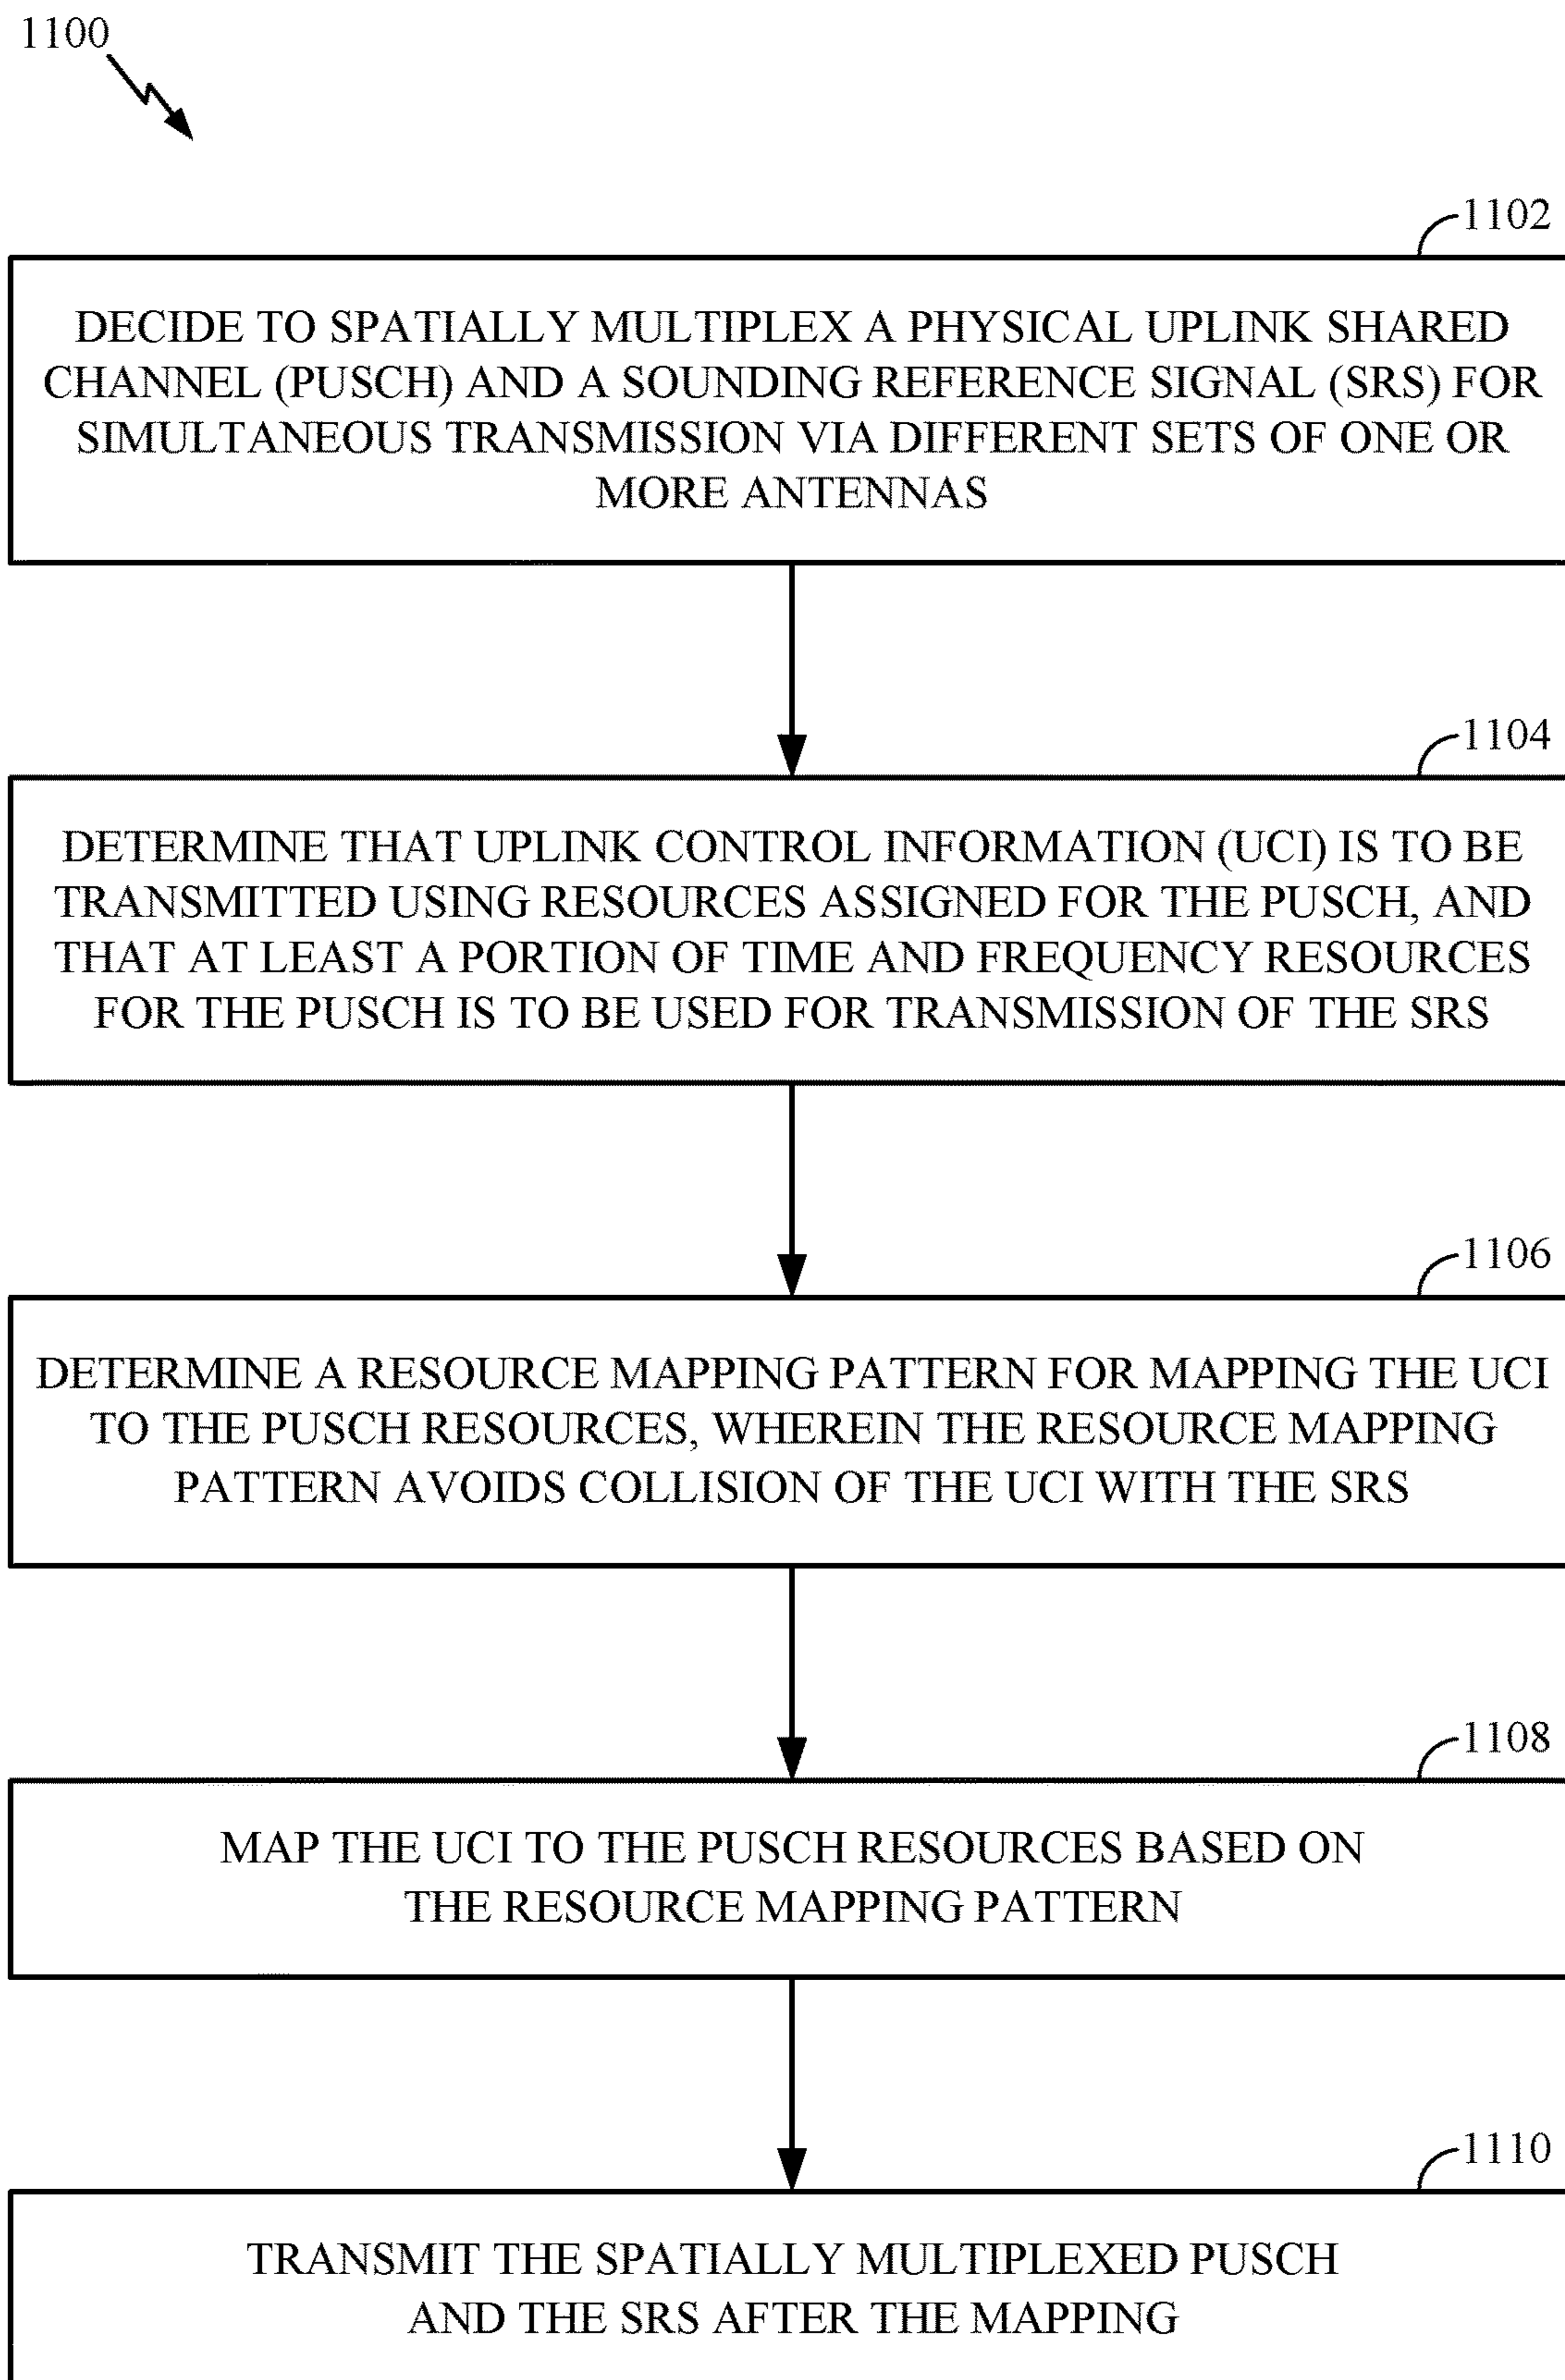 1100
1102
DECIDE TO SPATIALLY MULTIPLEX A PHYSICAL UPLINK SHARED
CHANNEL (PUSCH) AND A SOUNDING REFERENCE SIGNAL (SRS) FOR
SIMULTANEOUS TRANSMISSION VIA DIFFERENT SETS OF ONE OR
MORE ANTENNAS
1104
DETERMINE THAT UPLINK CONTROL INFORMATION (UCI) IS TO BE
TRANSMITTED USING RESOURCES ASSIGNED FOR THE PUSCH, AND
THAT AT LEAST A PORTION OF TIME AND FREQUENCY RESOURCES
FOR THE PUSCH IS TO BE USED FOR TRANSMISSION OF THE SRS
1106
DETERMINE A RESOURCE MAPPING PATTERN FOR MAPPING THE UCI
TO THE PUSCH RESOURCES, WHEREIN THE RESOURCE MAPPING
PATTERN AVOIDS COLLISION OF THE UCI WITH THE SRS
1108
MAP THE UCI TO THE PUSCH RESOURCES BASED ON
THE RESOURCE MAPPING PATTERN
1110
TRANSMIT THE SPATIALLY MULTIPLEXED PUSCH
AND THE SRS AFTER THE MAPPING